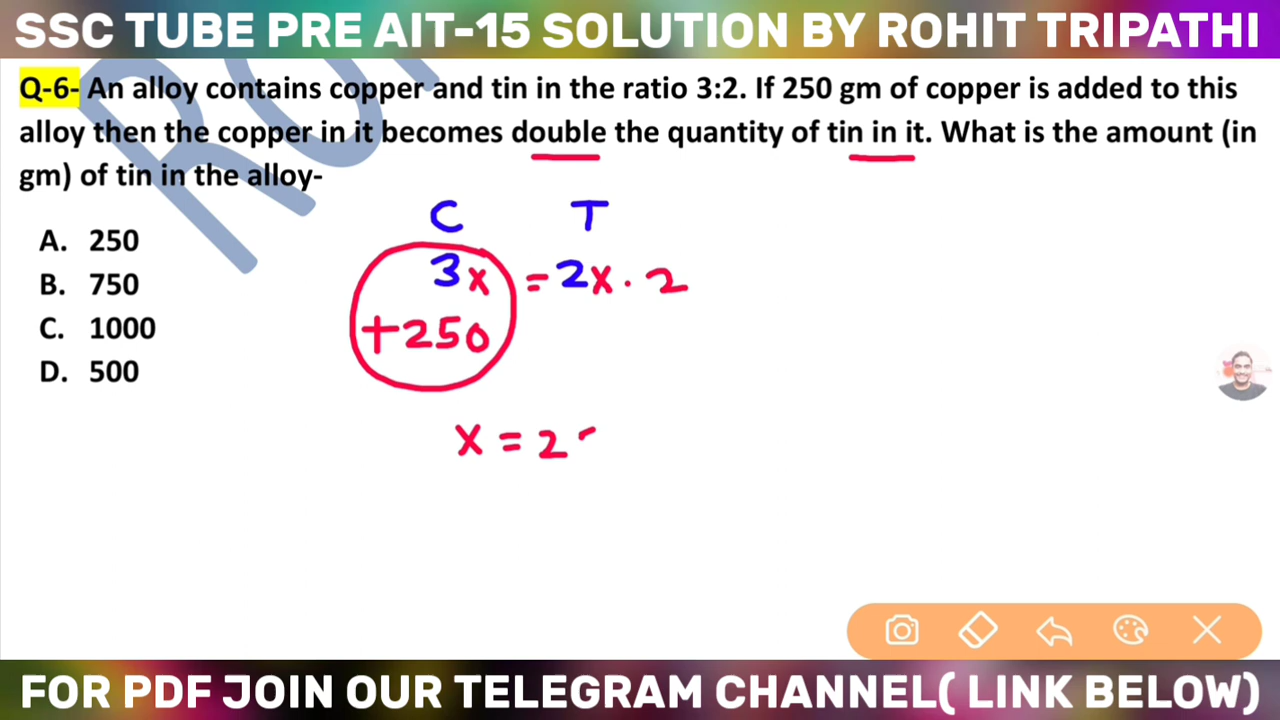 SSC TUBE PRE AIT-15 SOLUTION BY ROHIT TRIPATHI
Q-6- An alloy contains copper and tin in the ratio 3:2. If 250 gm of copper is added to this
alloy then the copper in it becomes double the quantity of tin in it. What is the amount (in
gm) of tin in the alloy-
A. 250
B. 750
C. 1000
D. 500
C T
3x = 2x . 2
+250
x = 2
FOR PDF JOIN OUR TELEGRAM CHANNEL( LINK BELOW)